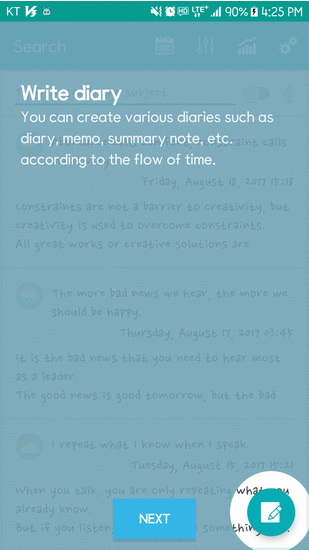 KT HD LTE+ 90% 4:25 PM
Search
Write diary
subject
You can create various diaries such as
diary, memo, summary note, etc.
calls
according to the flow of time.
Friday, August 18, 2017 15:18
constraints are not a barrier to creativity, but
creativity is used to overcome constraints.
All great works or creative solutions are
The more bad news we hear, the more we
should be happy.
Thursday, August 17, 2017 03:45
It is the bad news that you need to hear most
as a leader.
The good news is good tomorrow, but the bad
I repeat what I know when I speak.
Tuesday, August 15, 2017 15:21
When you talk, you are only repeating what you
already know.
But if you listen
NEXT